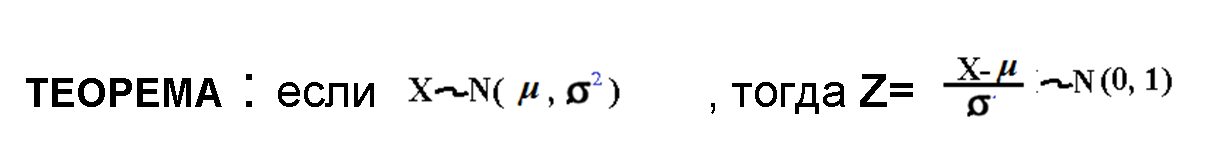 ТЕОРЕМА : если X~N( μ , σ² ) , тогда Z= X-μ / σ ~N (0, 1)